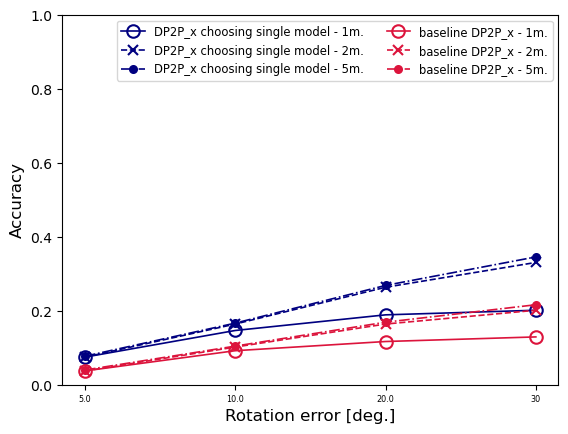 1.0
0.8
0.6
0.4
0.2
0.0
Accuracy
DP2P_x choosing single model - 1m.
DP2P_x choosing single model - 2m.
DP2P_x choosing single model - 5m.
baseline DP2P_x - 1m.
baseline DP2P_x - 2m.
baseline DP2P_x - 5m.
5.0 10.0 20.0 30
Rotation error [deg.]